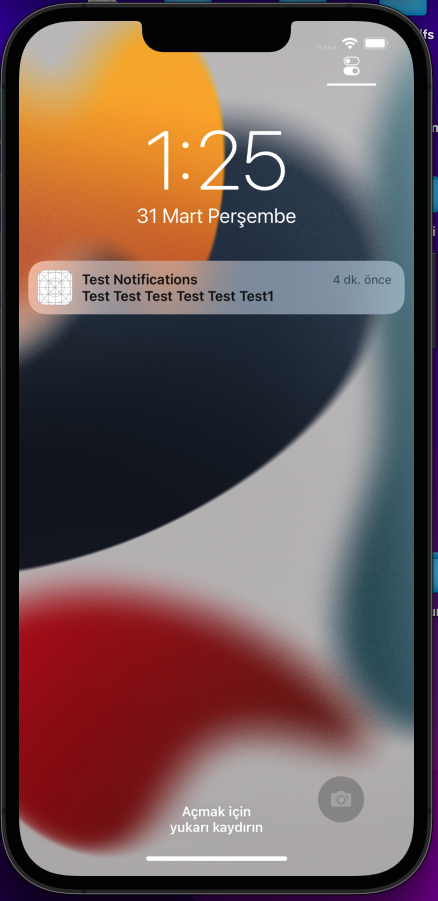 1:25
31 Mart Perşembe
Test Notifications
4 dk. önce
Test Test Test Test Test Test1
Açmak için
yukarı kaydırın